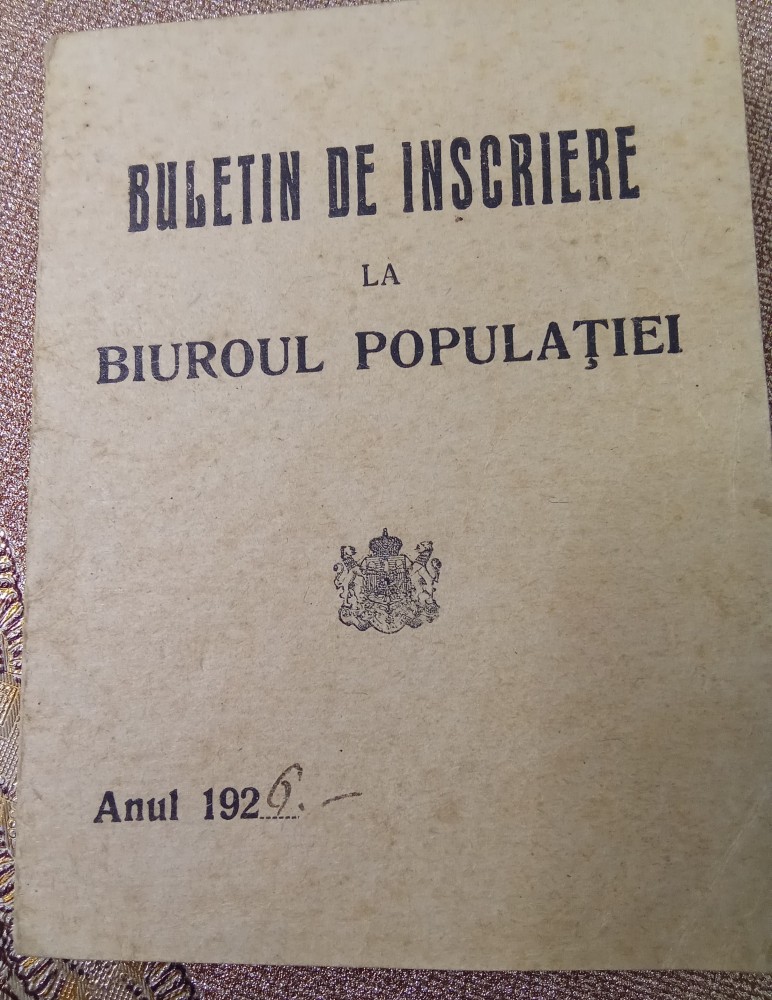 BULETIN DE INSCRIERE
LA
BIUROUL POPULAŢIEI
Anul 1926.–